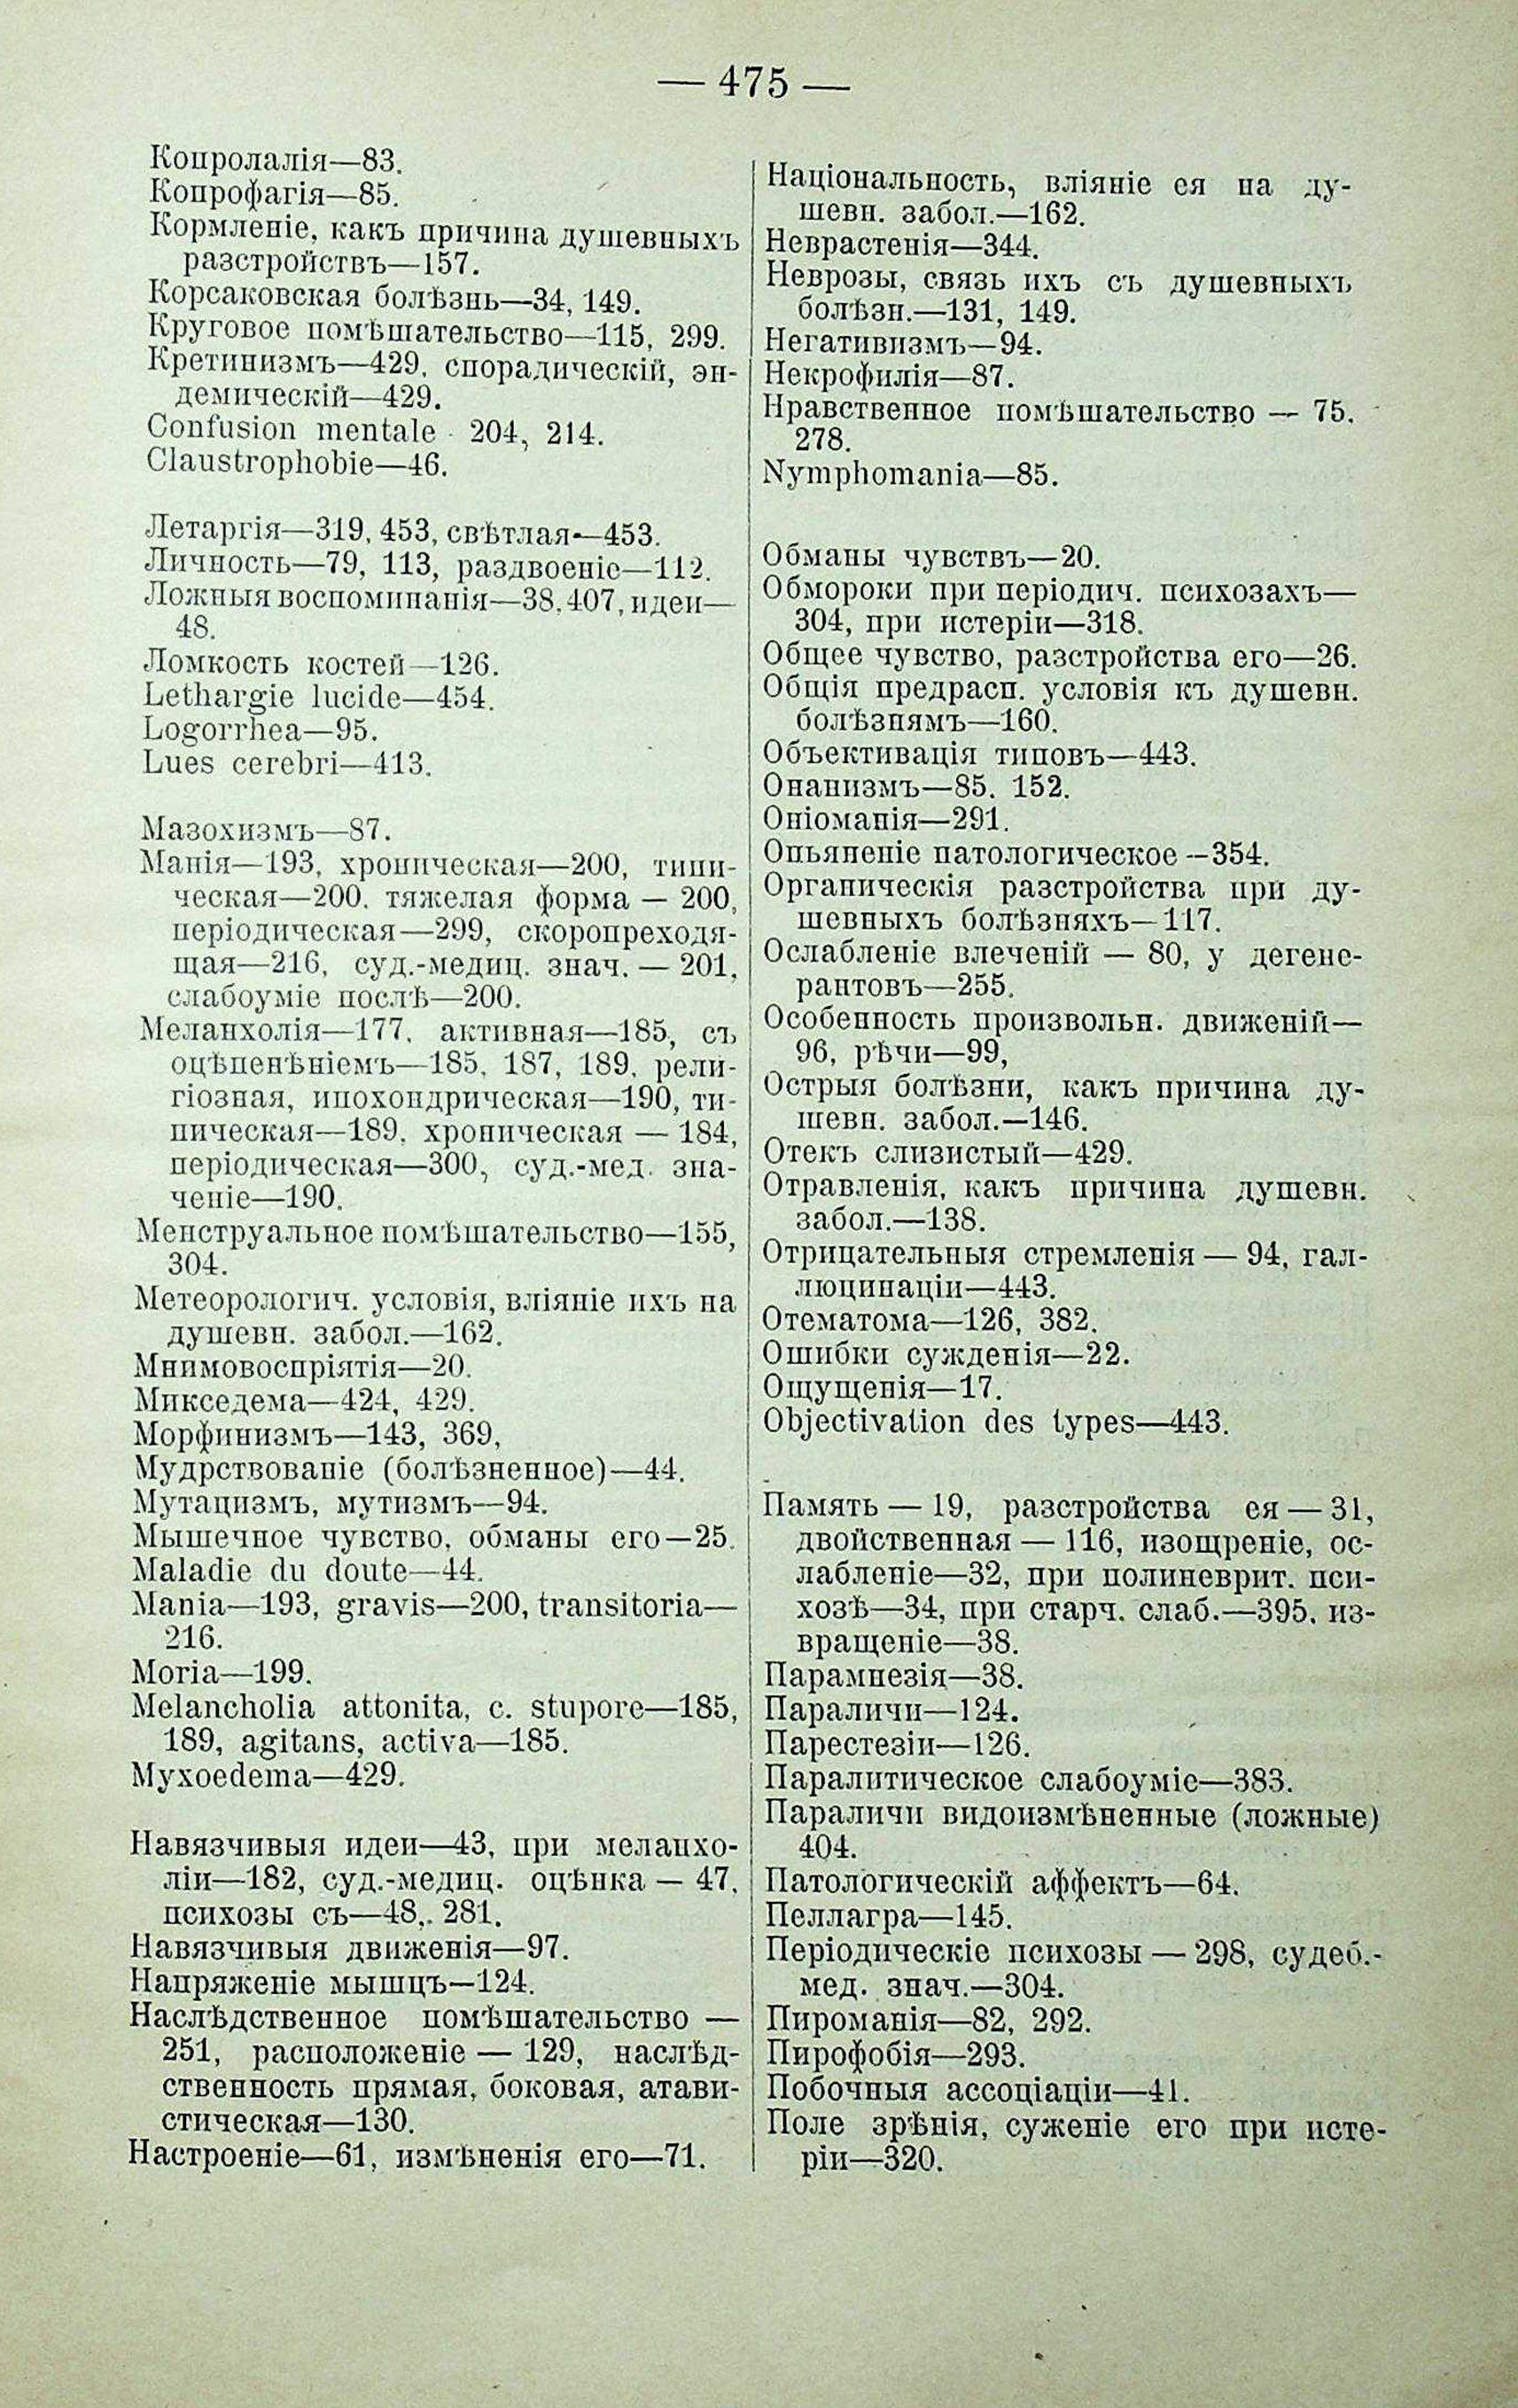 — 475 —
Копролалія—83.
Копрофагія—85.
Кормленіе, какъ причина душевныхъ
разстройствъ—157.
Корсаковская болѣзнь—34, 149.
Круговое помѣшательство—115, 299.
Кретинизмъ—429, спорадическій, эн-
демическій—429.
Confusion mentale - 204, 214.
Claustrophobie—46.
Летаргія—319, 453, свѣтлая—453.
Личность—79, 113, раздвоеніе—112.
Ложныя воспоминанія—38, 407, идеи—
48.
Ломкость костей—126.
Lethargie lucide—454.
Logorrhea—95.
Lues cerebri—413.
Мазохизмъ—87.
Манія—193, хроническая—200, типи-
ческая—200, тяжелая форма — 200,
періодическая—299, скоропреходя-
щая—216, суд.-медиц. знач. — 201,
слабоуміе послѣ—200.
Меланхолія—177, активная—185, съ
оцѣпенѣніемъ—185, 187, 189, рели-
гіозная, ипохондрическая—190, ти-
пическая—189, хроническая — 184,
періодическая—300, суд.-мед. зна-
ченіе—190.
Менструальное помѣшательство—155,
304.
Метеорологич. условія, вліяніе ихъ на
душевн. забол.—162.
Мнимовоспріятія—20.
Микседема—424, 429.
Морфинизмъ—143, 369,
Мудрствованіе (болѣзненное)—44.
Мутацизмъ, мутизмъ—94.
Мышечное чувство, обманы его—25.
Maladie du doute—44.
Mania—193, gravis—200, transitoria—
216.
Moria—199.
Melancholia attonita, c. stupore—185,
189, agitans, activa—185.
Myxoedema—429.
Навязчивыя идеи—43, при меланхо-
ліи—182, суд.-медиц. оцѣнка — 47,
психозы съ—48,. 281.
Навязчивыя движенія—97.
Напряженіе мышцъ—124.
Наслѣдственное помѣшательство —
251, расположеніе — 129, наслѣд-
ственность прямая, боковая, атави-
стическая—130.
Настроеніе—61, измѣненія его—71.
Національность, вліяніе ея на ду-
шевн. забол.—162.
Неврастенія—344.
Неврозы, связь ихъ съ душевныхъ
болѣзн.—131, 149.
Негативизмъ—94.
Некрофилія—87.
Нравственное помѣшательство — 75,
278.
Nymphomania—85.
Обманы чувствъ—20.
Обмороки при періодич. психозахъ—
304, при истеріи—318.
Общее чувство, разстройства его—26.
Общія предрасп. условія къ душевн.
болѣзнямъ—160.
Объективація типовъ—443.
Онанизмъ—85. 152.
Оніоманія—291.
Опьяненіе патологическое—354.
Органическія разстройства при ду-
шевныхъ болѣзняхъ—117.
Ослабленіе влеченій — 80, у дегене-
рантовъ—255.
Особенность произвольн. движеній—
96, рѣчи—99,
Острыя болѣзни, какъ причина ду-
шевн. забол.—146.
Отекъ слизистый—429.
Отравленія, какъ причина душевн.
забол.—138.
Отрицательныя стремленія — 94, гал-
люцинаціи—443.
Отематома—126, 382.
Ошибки сужденія—22.
Ощущенія—17.
Objectivation des types—443.
Память — 19, разстройства ея — 31,
двойственная — 116, изощреніе, ос-
лабленіе—32, при полиневрит. пси-
хозѣ—34, при старч. слаб.—395, из-
вращеніе—38.
Парамнезія—38.
Параличи—124.
Парестезіи—126.
Паралитическое слабоуміе—383.
Параличи видоизмѣненные (ложные)
404.
Патологическій аффектъ—64.
Пеллагра—145.
Періодическіе психозы — 298, судеб.-
мед. знач.—304.
Пироманія—82, 292.
Пирофобія—293.
Побочныя ассоціаціи—41.
Поле зрѣнія, суженіе его при исте-
ріи—320.